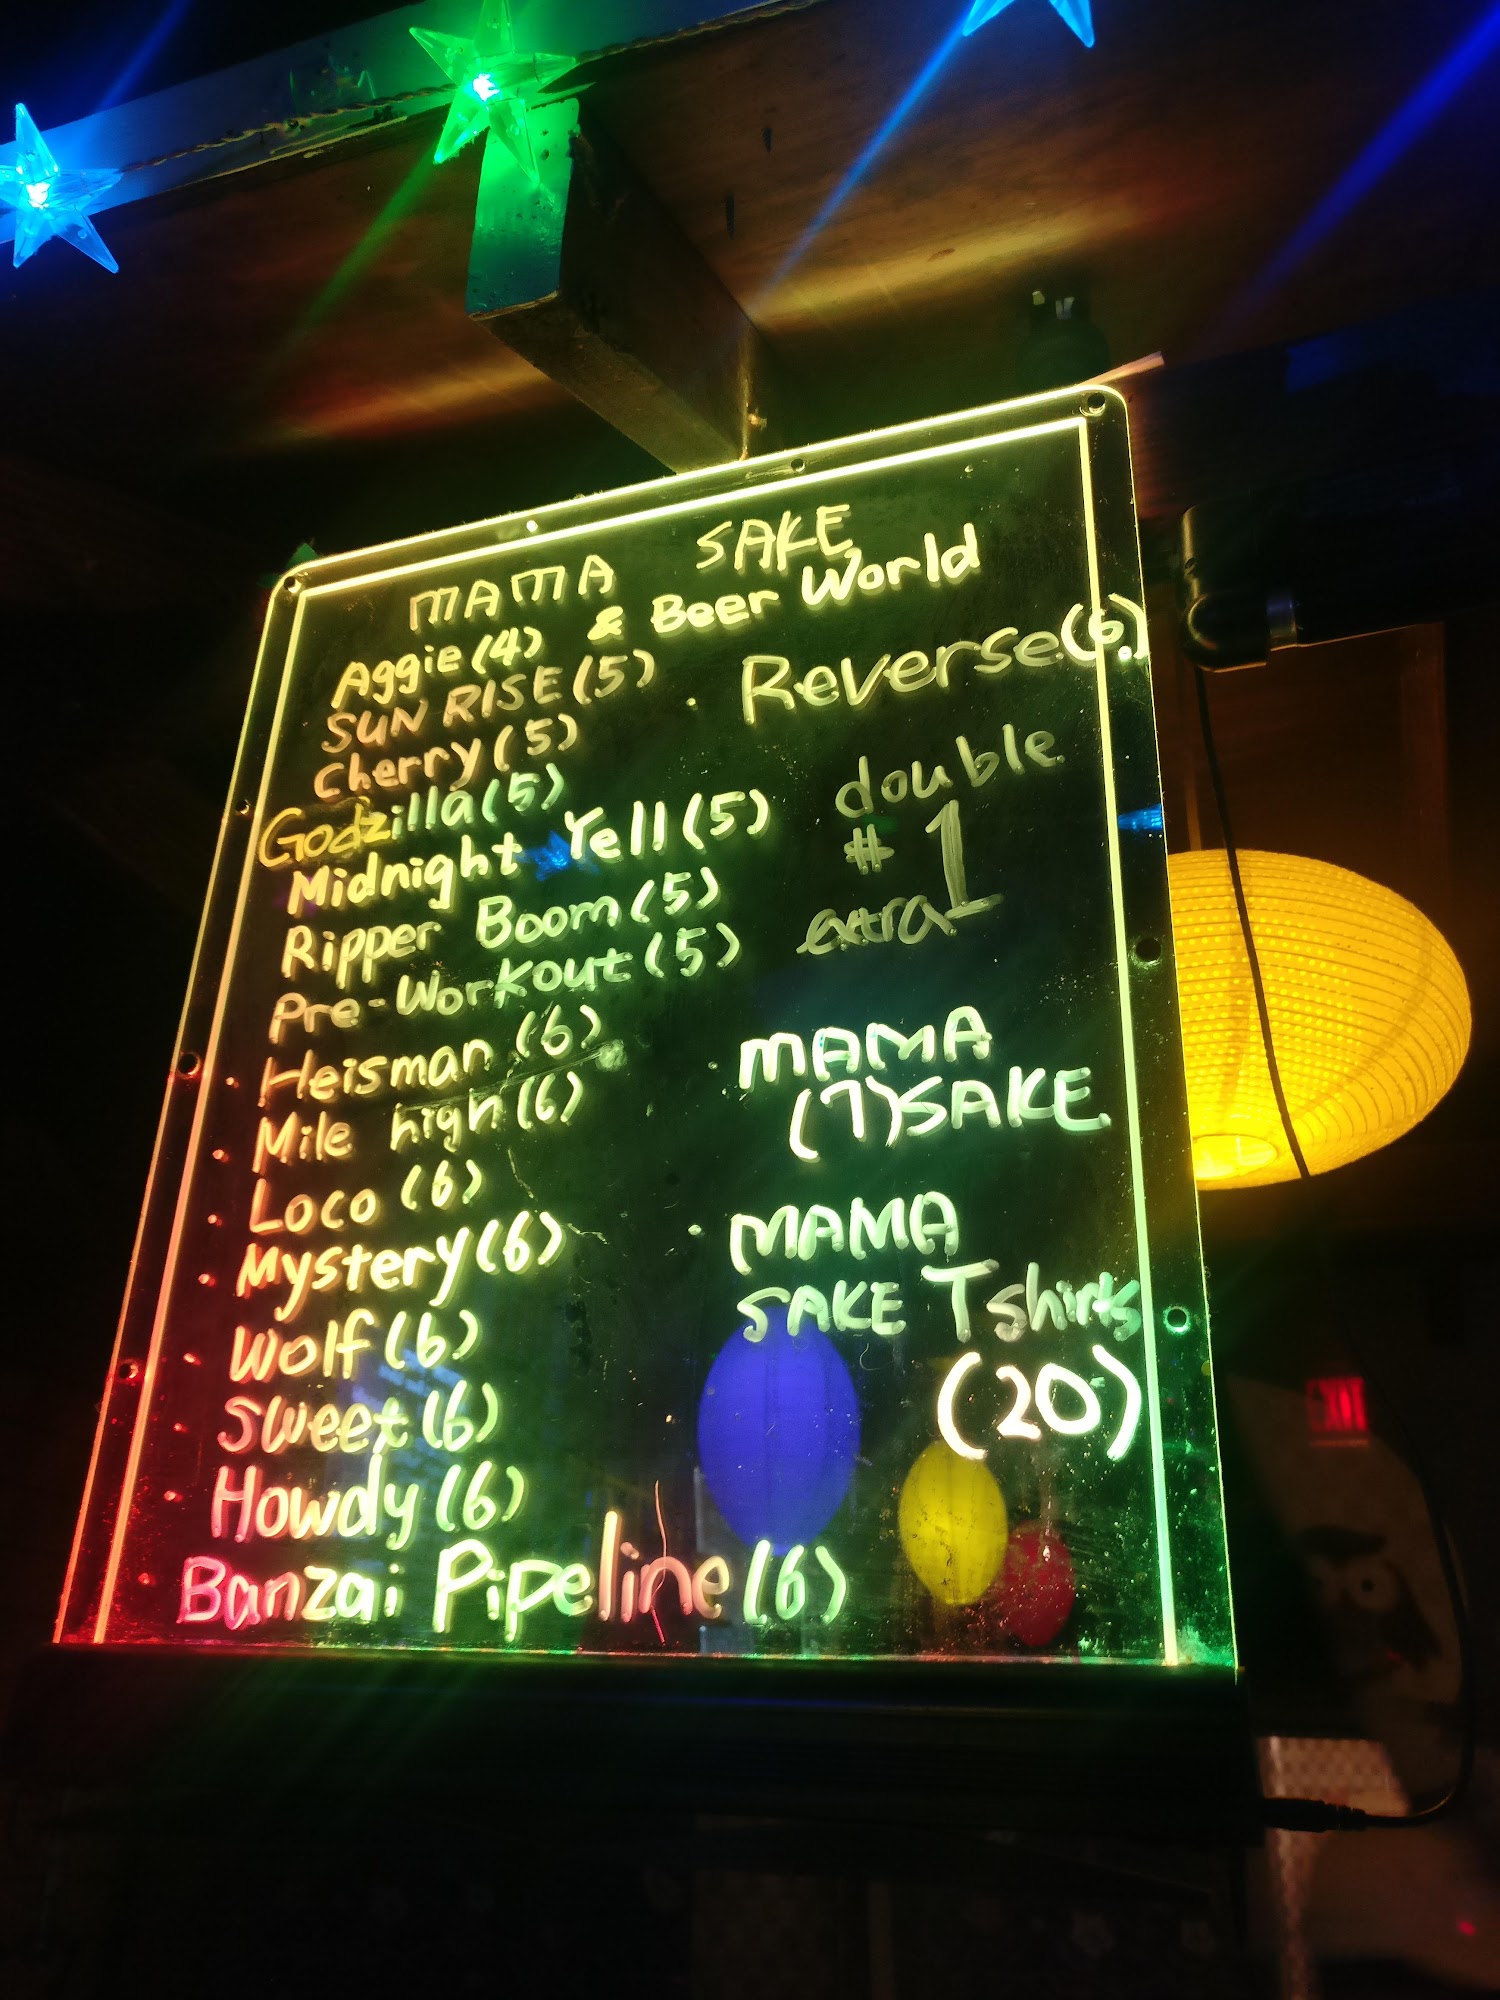 MAMA SAKE
& Beer World
Aggie(4)
SUN RISE(5)
Cherry(5)
Godzilla(5)
Midnight Yell(5)
Ripper Boom(5)
Pre-Workout(5)
Heisman (6)
Mile high(6)
Loco (6)
Mystery(6)
Wolf(6)
Sweet(6)
Howdy(6)
Banzai Pipeline(6)
Reverse(6)
double
# 1
extra
MAMA
(7)SAKE
MAMA
SAKE Tshirts
(20)
EXIT